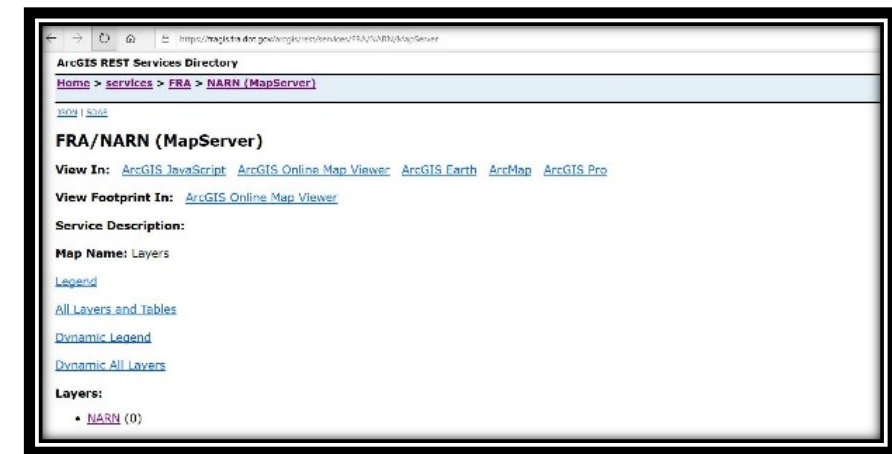 https://fragis.fra.dot.gov/arcgis/rest/services/FRA/NARN/MapServer
ArcGIS REST Services Directory
Home > services > FRA > NARN (MapServer)
JSON | SOAP
FRA/NARN (MapServer)
View In: ArcGIS JavaScript ArcGIS Online Map Viewer ArcGIS Earth ArcMap ArcGIS Pro
View Footprint In: ArcGIS Online Map Viewer
Service Description:
Map Name: Layers
Legend
All Layers and Tables
Dynamic Legend
Dynamic All Layers
Layers:
• NARN (0)